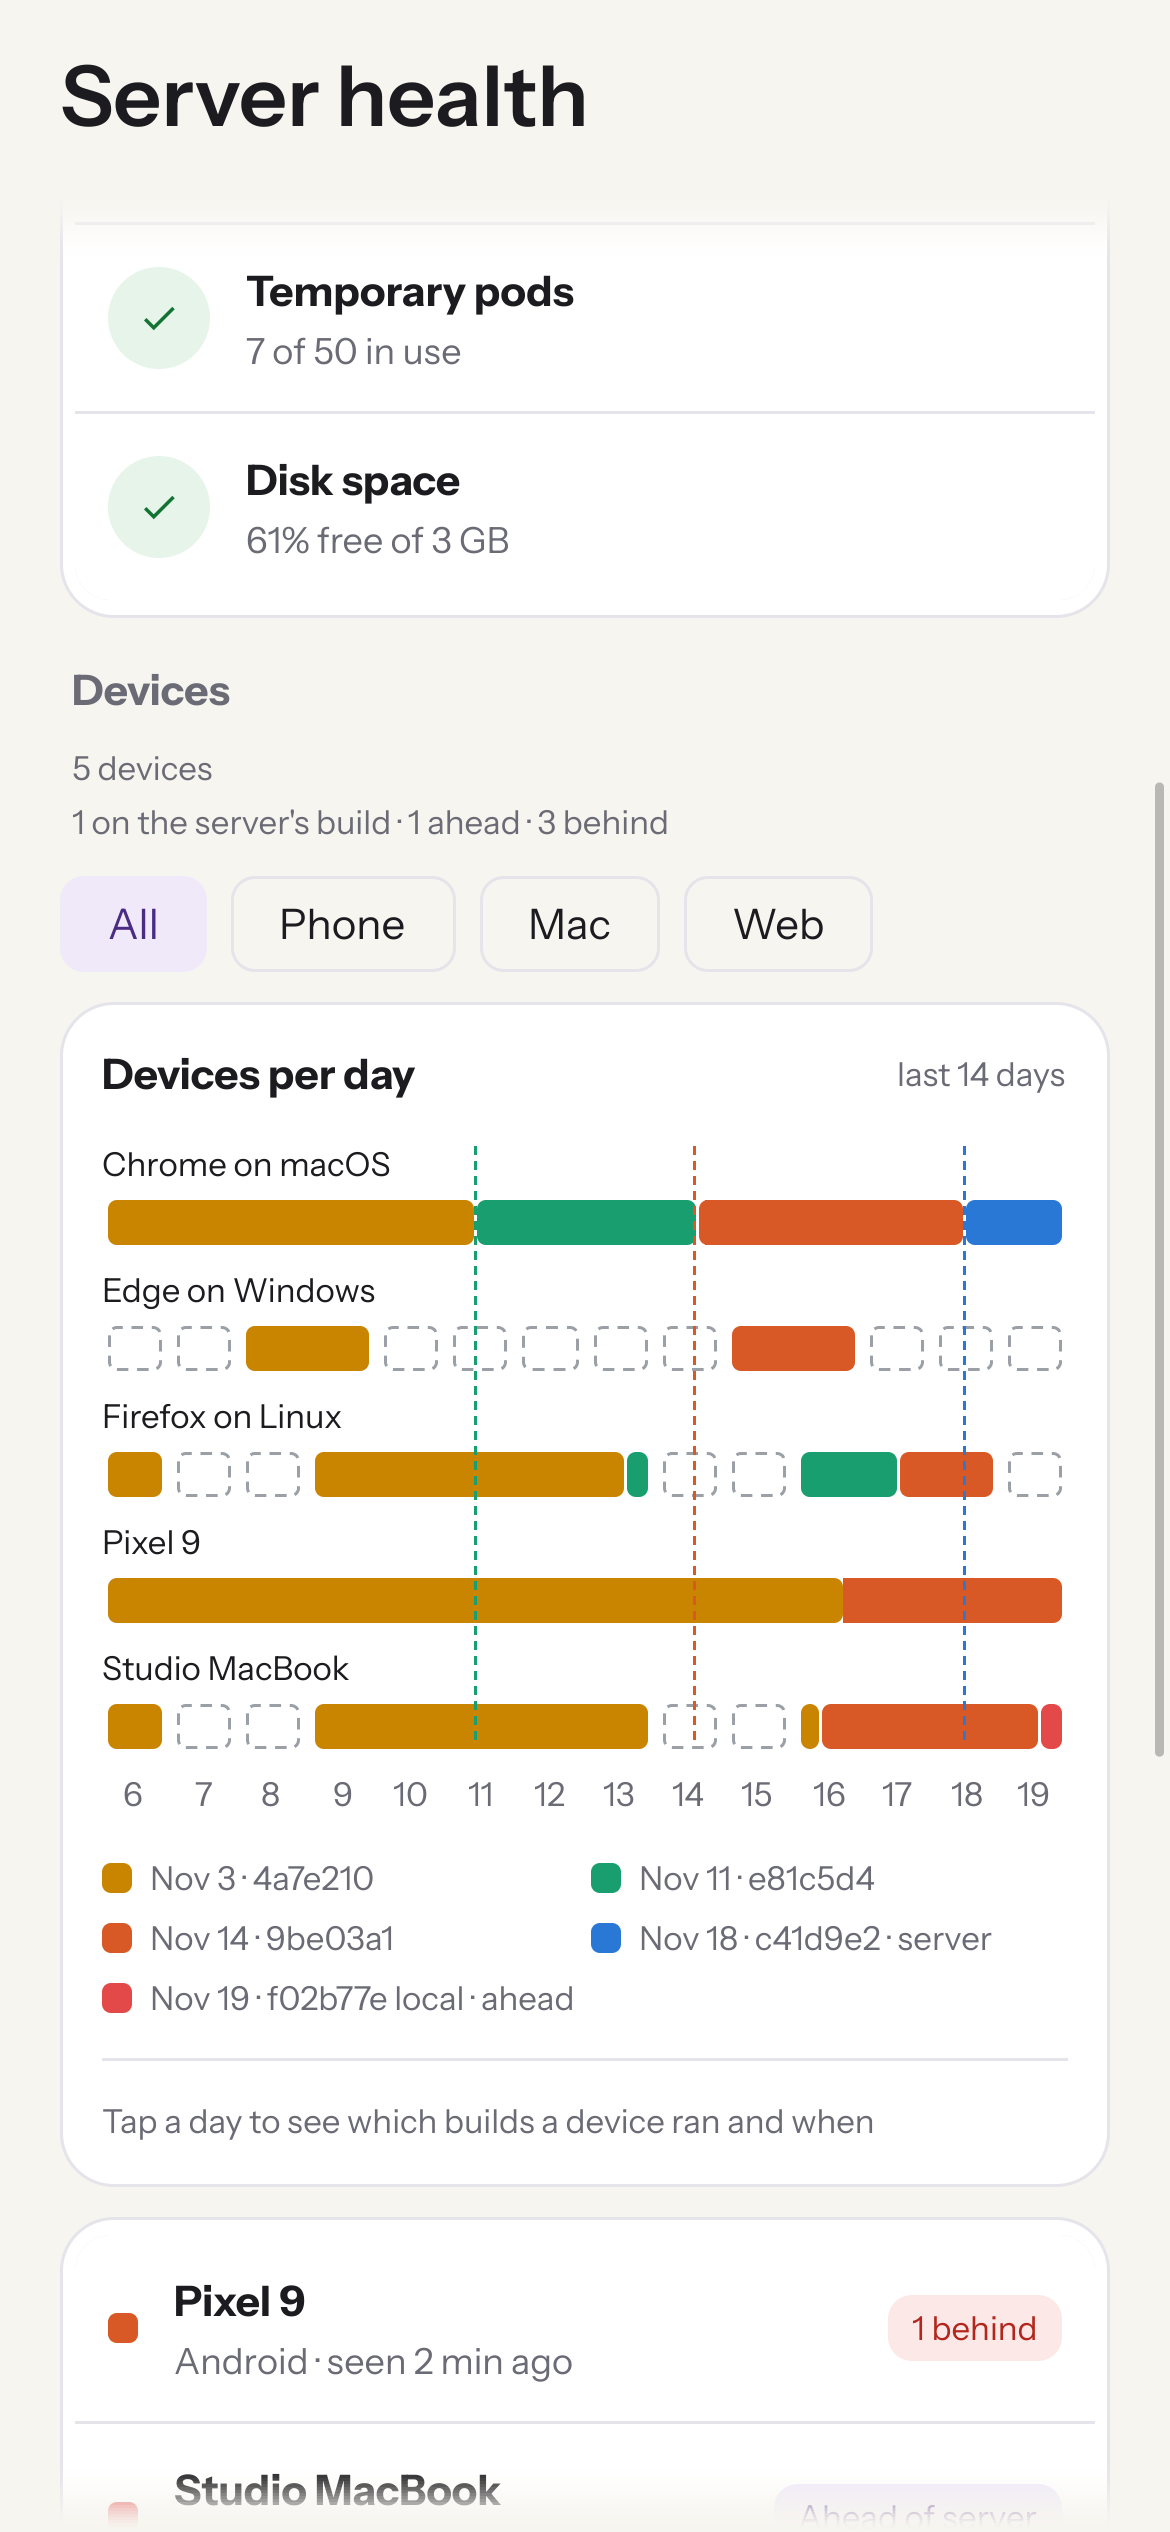 Server health
Temporary pods
7 of 50 in use
Disk space
61% free of 3 GB
Devices
5 devices
1 on the server's build · 1 ahead · 3 behind
All
Phone
Mac
Web
Devices per day
last 14 days
Chrome on macOS
Edge on Windows
Firefox on Linux
Pixel 9
Studio MacBook
6 7 8 9 10 11 12 13 14 15 16 17 18 19
Nov 3 · 4a7e210
Nov 11 · e81c5d4
Nov 14 · 9be03a1
Nov 18 · c41d9e2 · server
Nov 19 · f02b77e local · ahead
Tap a day to see which builds a device ran and when
Pixel 9
1 behind
Android · seen 2 min ago
Studio MacBook
Ahead of server